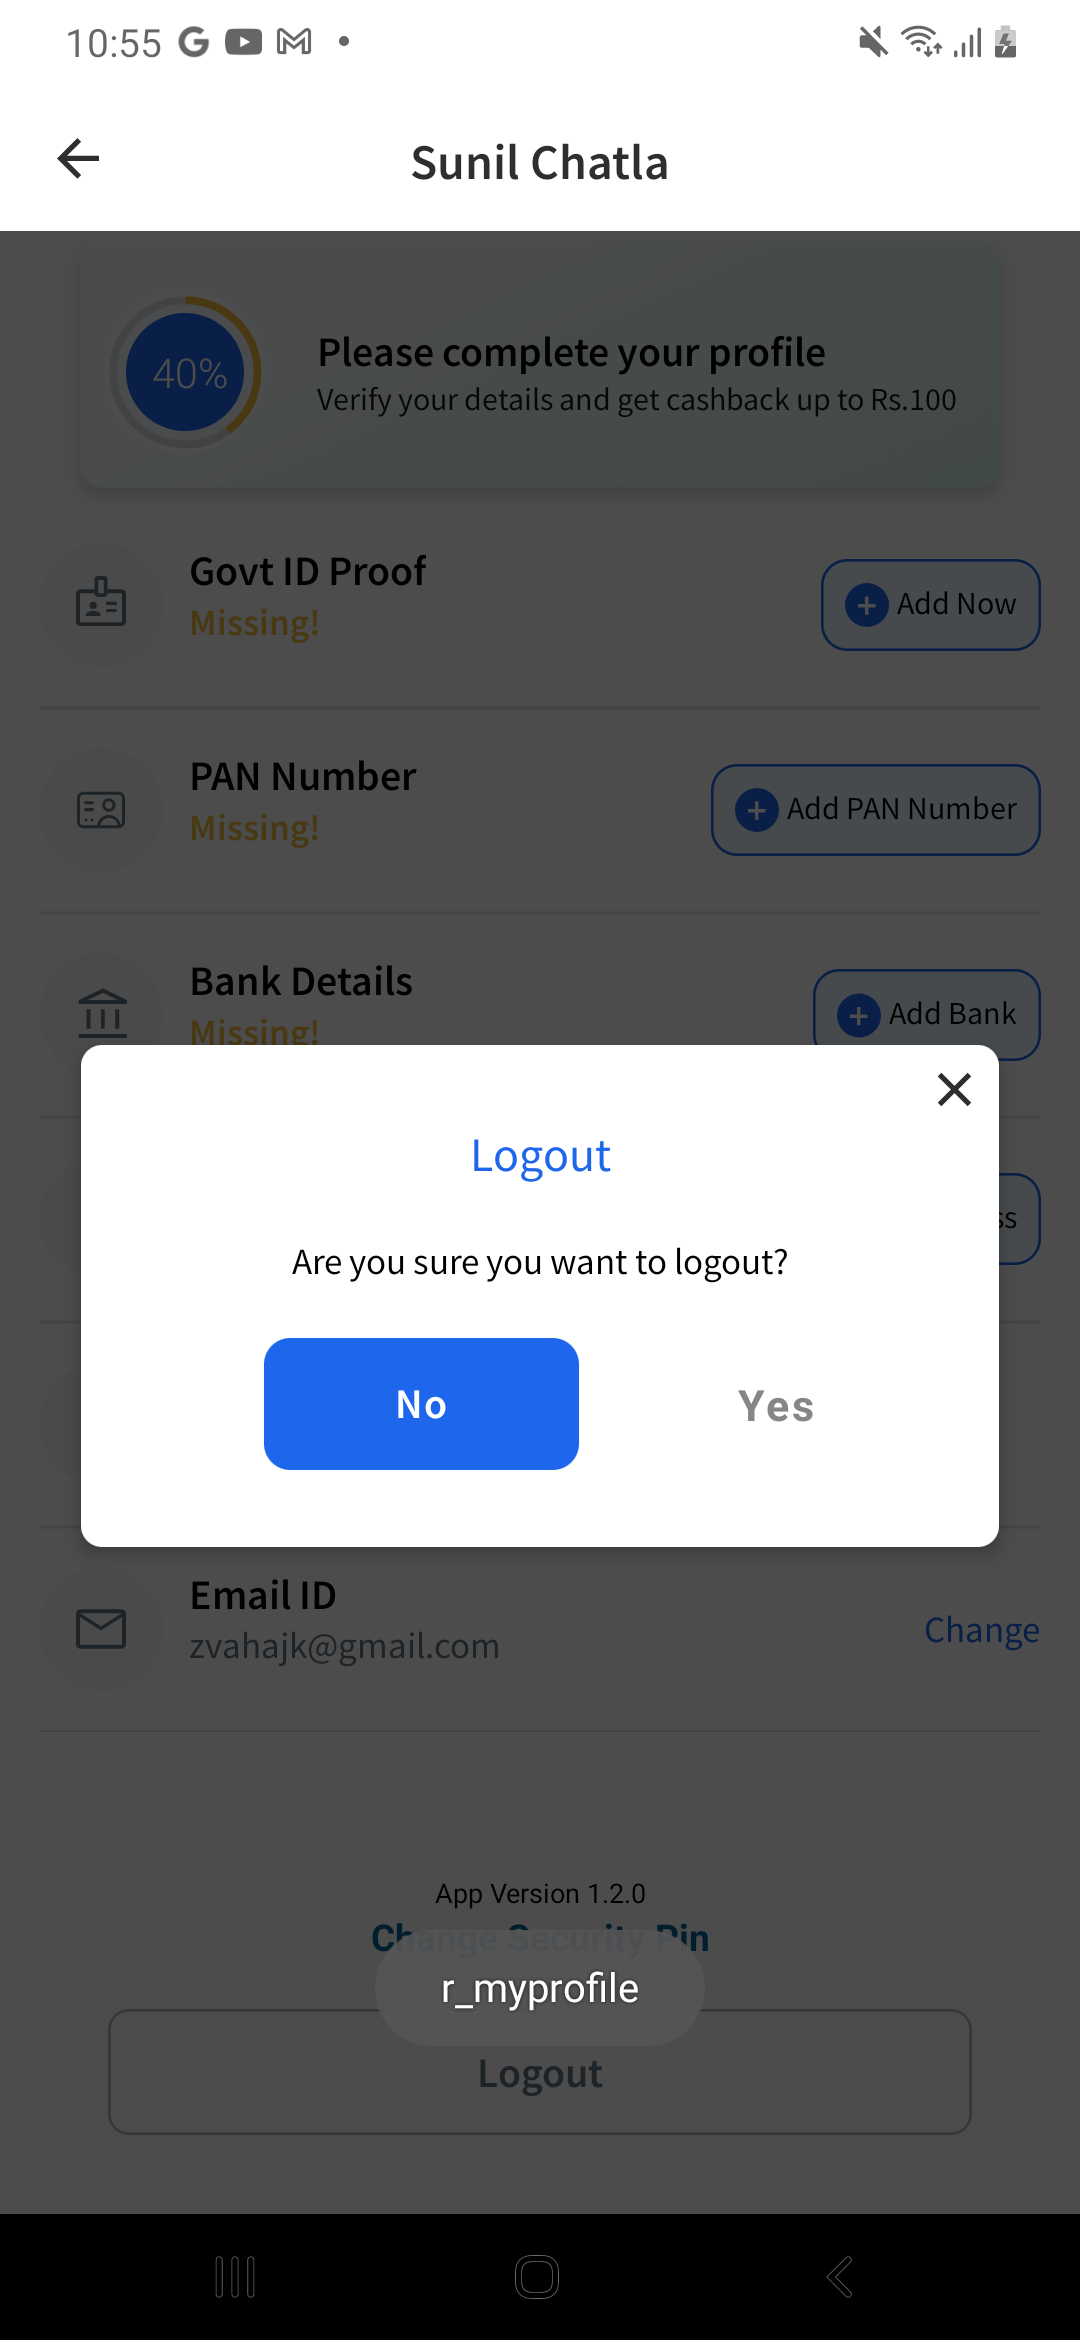 10:55
Sunil Chatla
40%
Please complete your profile
Verify your details and get cashback up to Rs.100
Govt ID Proof
Missing!
Add Now
PAN Number
Missing!
Add PAN Number
Bank Details
Missing!
Add Bank
ss
Logout
Are you sure you want to logout?
No
Yes
Email ID
zvahajk@gmail.com
Change
App Version 1.2.0
Change Security Pin
r_myprofile
Logout